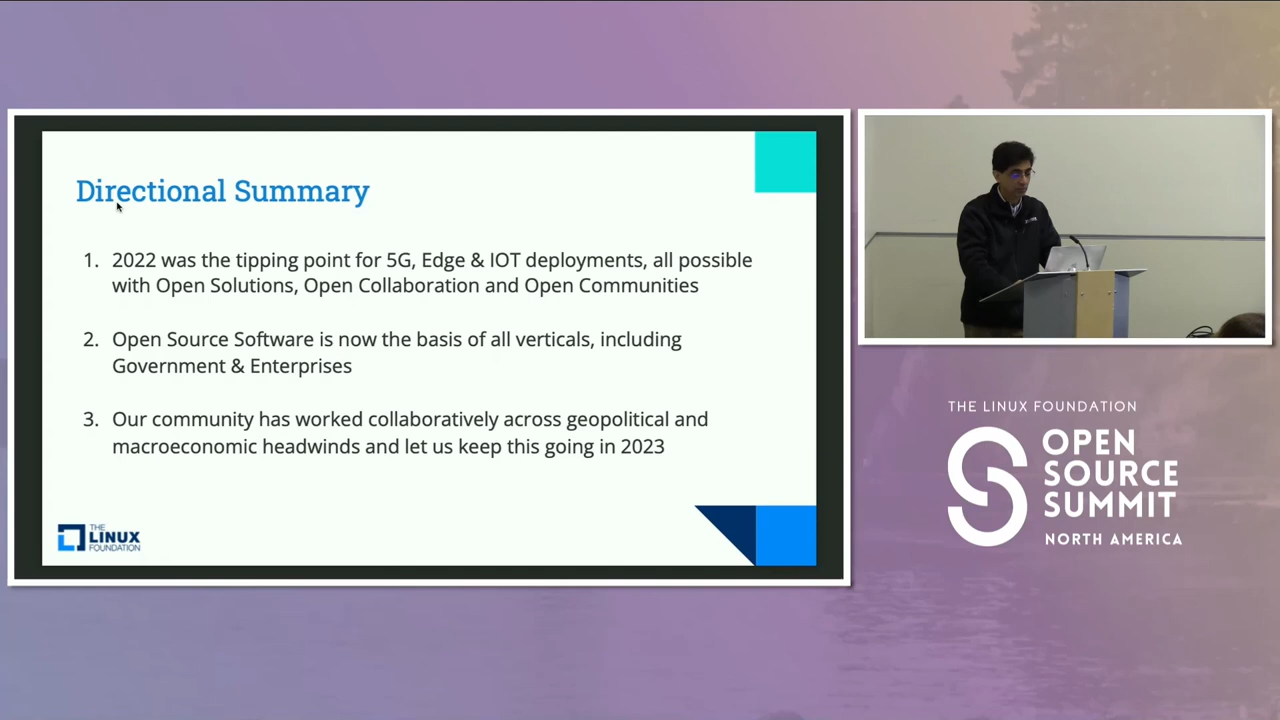 Directional Summary
1. 2022 was the tipping point for 5G, Edge & IOT deployments, all possible
with Open Solutions, Open Collaboration and Open Communities
2. Open Source Software is now the basis of all verticals, including
Government & Enterprises
3. Our community has worked collaboratively across geopolitical and
macroeconomic headwinds and let us keep this going in 2023
THE
LINUX
FOUNDATION
THE LINUX FOUNDATION
OPEN
SOURCE
SUMMIT
NORTH AMERICA